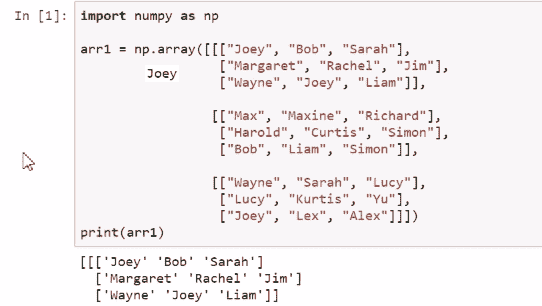 In [1]: import numpy as np
arr1 = np.array([[["Joey", "Bob", "Sarah"],
["Margaret", "Rachel", "Jim"],
Joey
["Wayne", "Joey", "Liam"]],
[["Max", "Maxine", "Richard"],
["Harold", "Curtis", "Simon"],
["Bob", "Liam", "Simon"]],
[["Wayne", "Sarah", "Lucy"],
["Lucy", "Kurtis", "Yu"],
["Joey", "Lex", "Alex"]]])
print(arr1)
[[['Joey' 'Bob' 'Sarah']
['Margaret' 'Rachel' 'Jim']
['Wayne' 'Joey' 'Liam']]